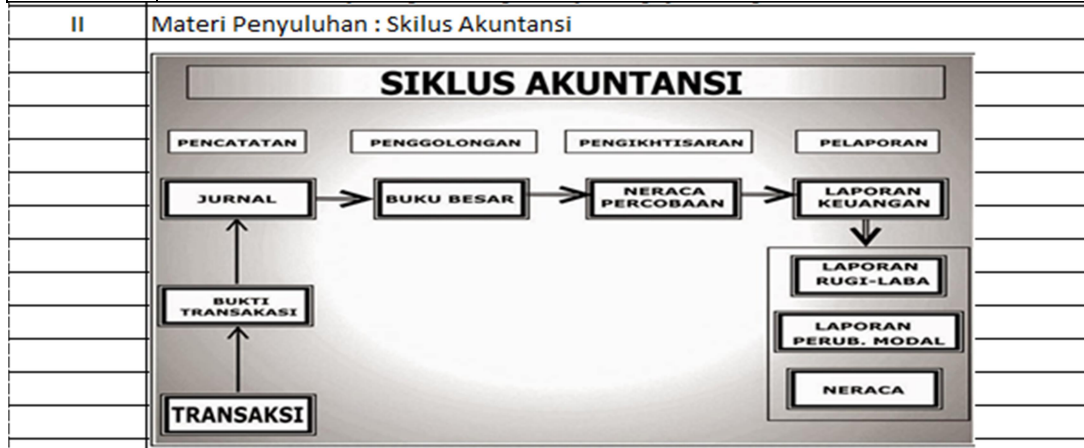 II
Materi Penyuluhan : Skilus Akuntansi
SIKLUS AKUNTANSI
PENCATATAN
PENGGOLONGAN
PENGIKHTISARAN
PELAPORAN
JURNAL
BUKU BESAR
NERACA
PERCOBAAN
LAPORAN
KEUANGAN
BUKTI
TRANSAKASI
TRANSAKSI
LAPORAN
RUGI-LABA
LAPORAN
PERUB. MODAL
NERACA